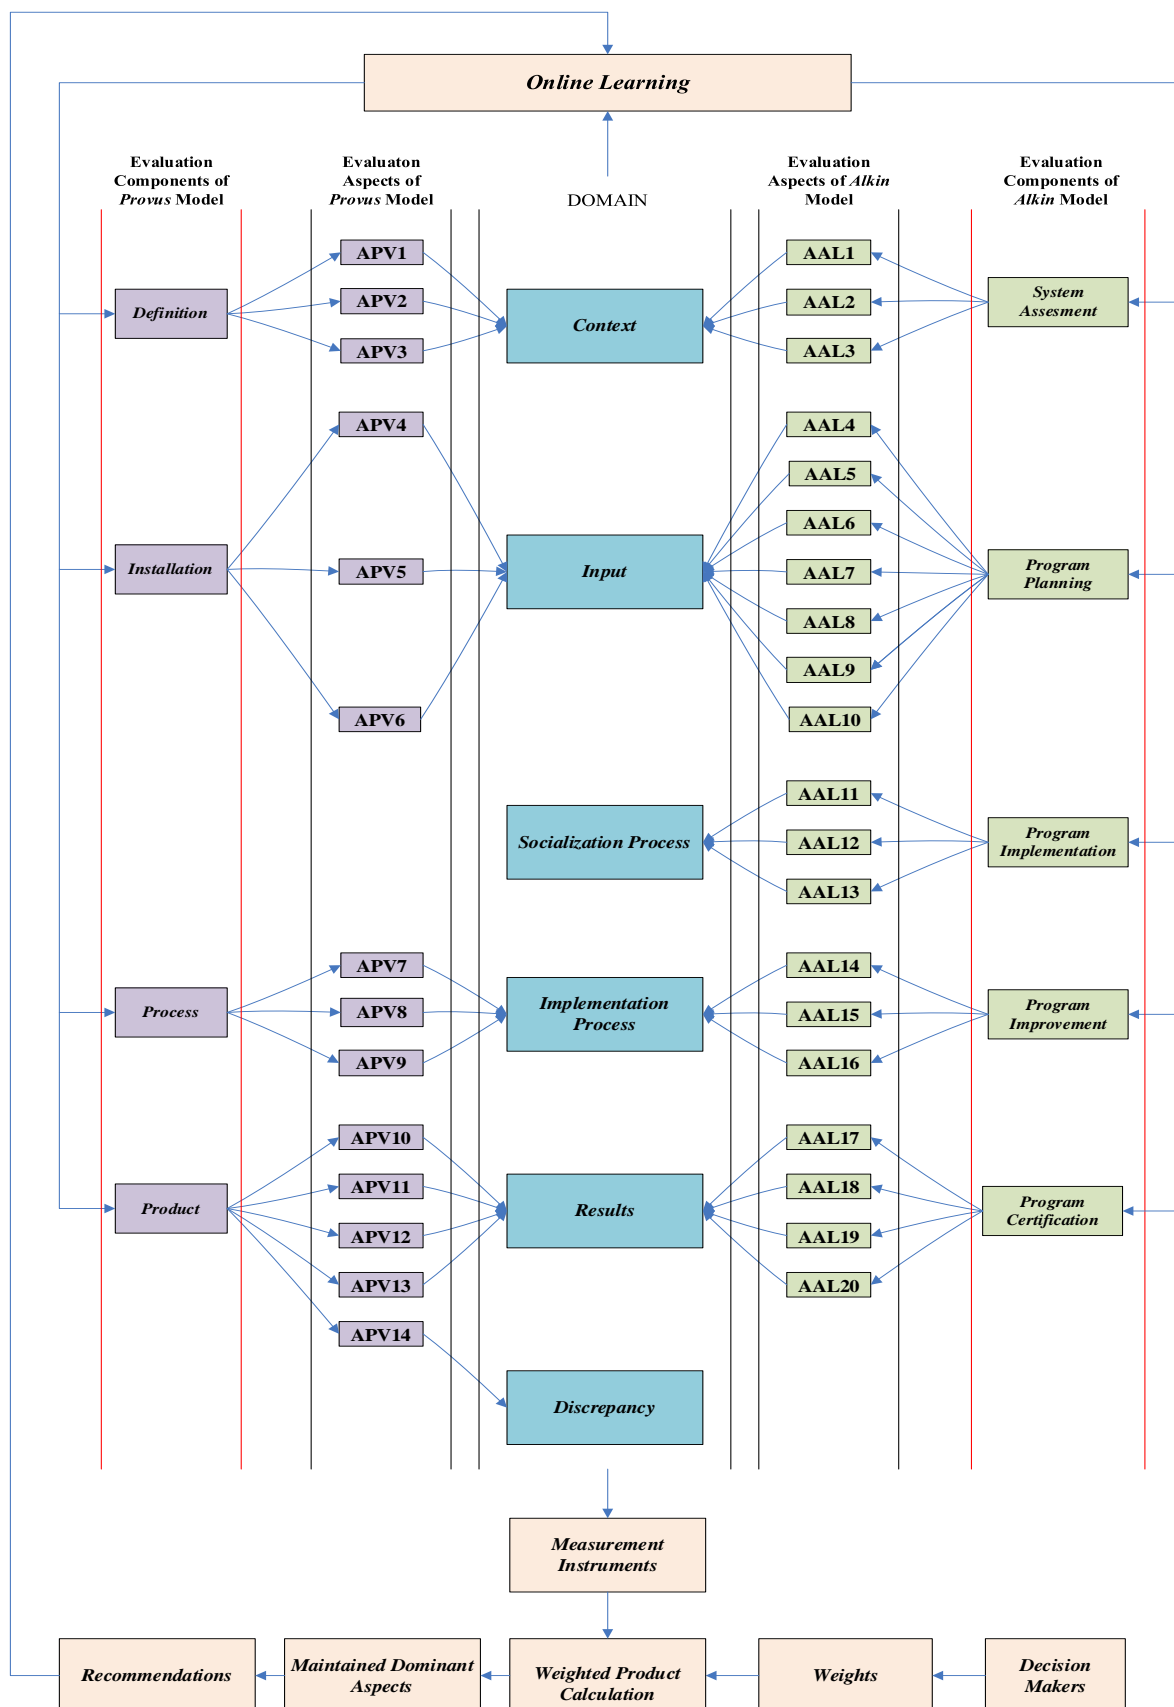 Online Learning
Evaluation
Components of
Provus Model
Evaluaton
Aspects of
Provus Model
DOMAIN
Evaluation
Aspects of Alkin
Model
Evaluation
Components of
Alkin Model
APV1
AAL1
Definition
APV2
Context
AAL2
System
Assesment
APV3
AAL3
APV4
AAL4
AAL5
AAL6
Installation
APV5
Input
AAL7
Program
Planning
AAL8
AAL9
APV6
AAL10
AAL11
Socialization Process
AAL12
Program
Implementation
AAL13
APV7
AAL14
Process
APV8
Implementation
Process
AAL15
Program
Improvement
APV9
AAL16
APV10
AAL17
APV11
AAL18
Product
Results
Program
Certification
APV12
AAL19
APV13
AAL20
APV14
Discrepancy
Measurement
Instruments
Recommendations
Maintained Dominant
Aspects
Weighted Product
Calculation
Weights
Decision
Makers